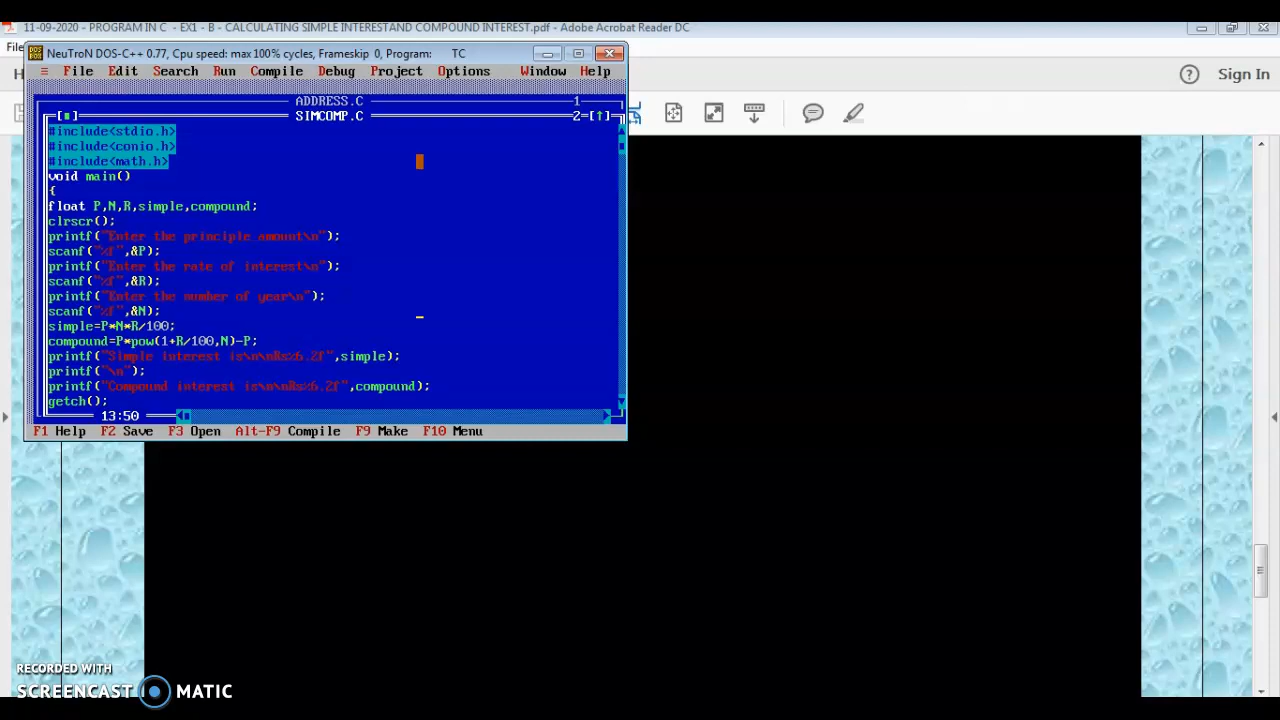 11-09-2020 - PROGRAM IN C - EX1 - B - CALCULATING SIMPLE INTERESTAND COMPOUND INTEREST.pdf - Adobe Acrobat Reader DC
NeuTroN DOS-C++ 0.77, Cpu speed: max 100% cycles, Frameskip 0, Program: TC
≡ File Edit Search Run Compile Debug Project Options Window Help
Sign In
ADDRESS.C 1
SIMCOMP.C 2
#include<stdio.h>
#include<conio.h>
#include<math.h>
void main()
{
float P,N,R,simple,compound;
clrscr();
printf("Enter the principle amount\n");
scanf("%f",&P);
printf("Enter the rate of interest\n");
scanf("%f",&R);
printf("Enter the number of year\n");
scanf("%f",&N);
simple=P*N*R/100;
compound=P*pow(1+R/100,N)-P;
printf("Simple interest is\n\nRs%6.2f",simple);
printf("\n");
printf("Compound interest is\n\nRs%6.2f",compound);
getch();
13:50
F1 Help F2 Save F3 Open Alt-F9 Compile F9 Make F10 Menu
RECORDED WITH
SCREENCAST MATIC